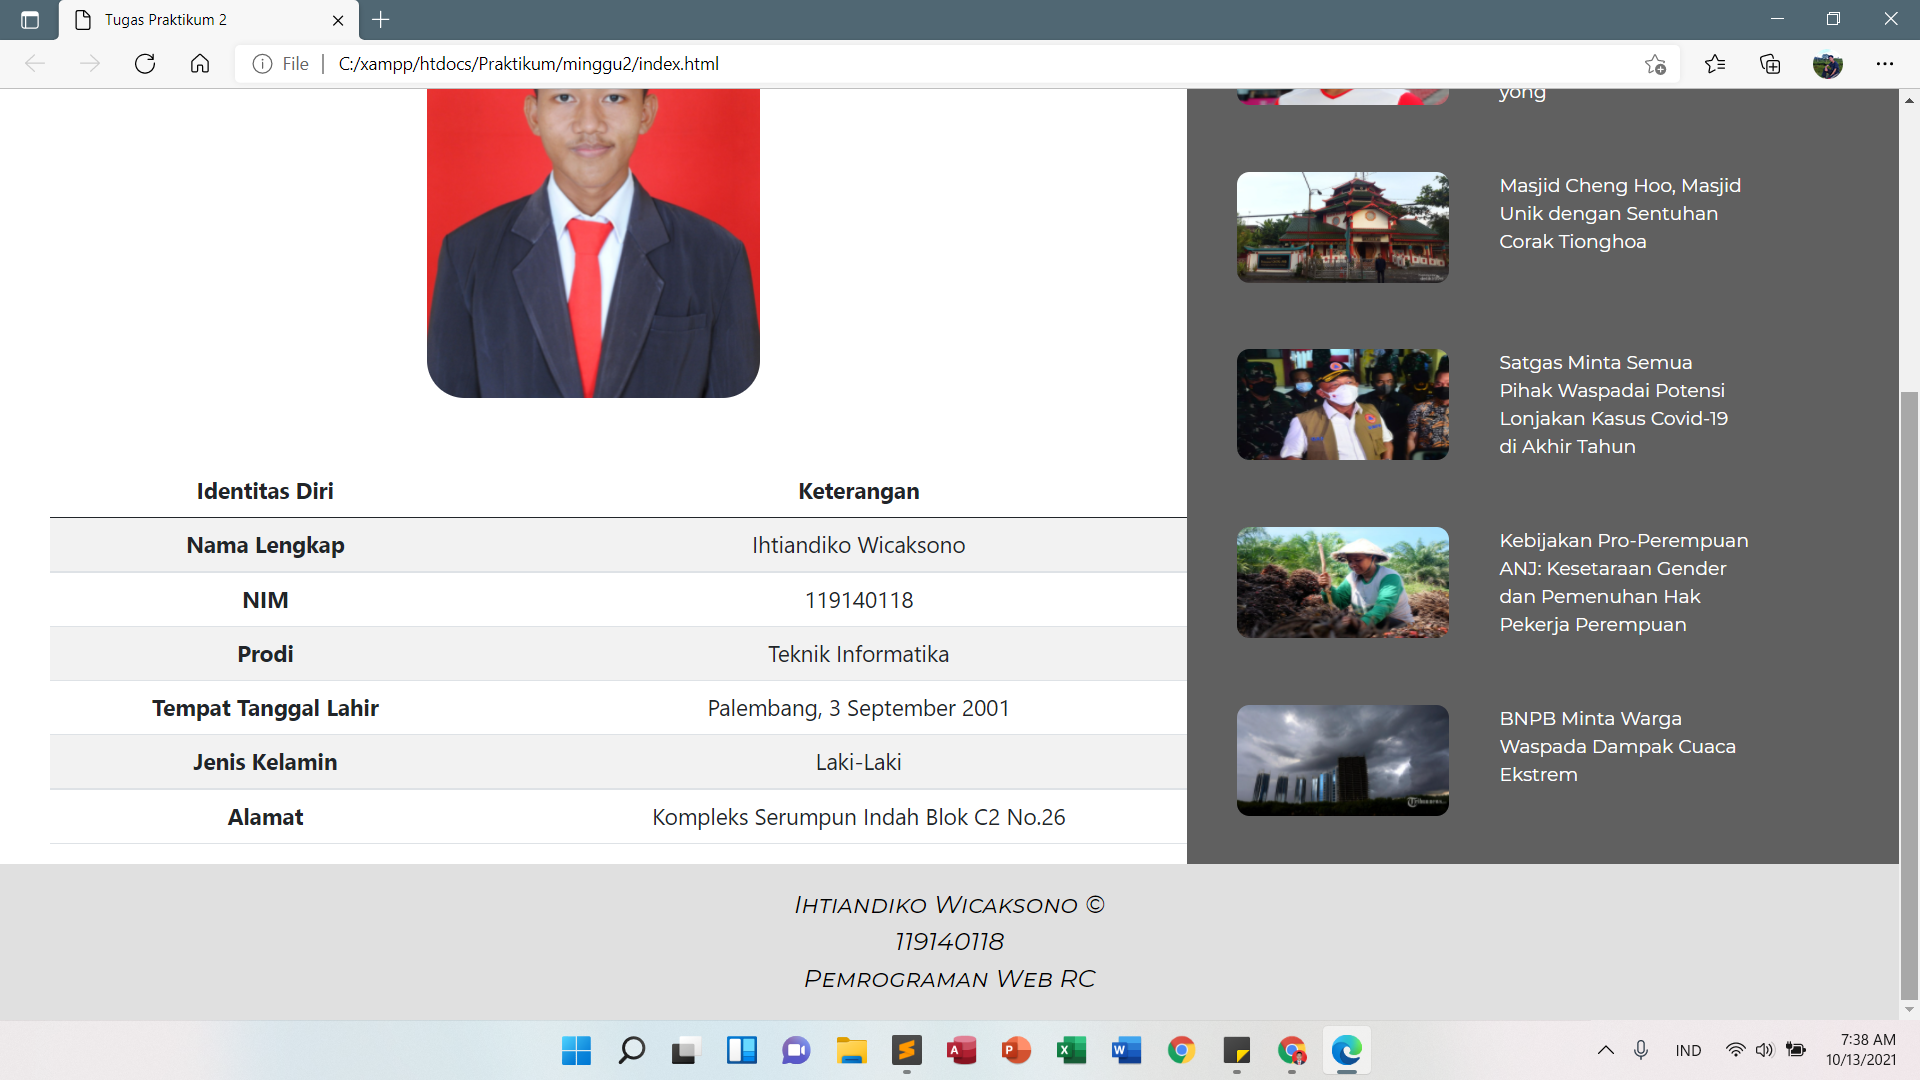 Tugas Praktikum 2
File
C:/xampp/htdocs/Praktikum/minggu2/index.html
yong
Masjid Cheng Hoo, Masjid
Unik dengan Sentuhan
Corak Tionghoa
Satgas Minta Semua
Pihak Waspadai Potensi
Lonjakan Kasus Covid-19
di Akhir Tahun
Kebijakan Pro-Perempuan
ANJ: Kesetaraan Gender
dan Pemenuhan Hak
Pekerja Perempuan
BNPB Minta Warga
Waspada Dampak Cuaca
Ekstrem
Identitas Diri Keterangan
Nama Lengkap Ihtiandiko Wicaksono
NIM 119140118
Prodi Teknik Informatika
Tempat Tanggal Lahir Palembang, 3 September 2001
Jenis Kelamin Laki-Laki
Alamat Kompleks Serumpun Indah Blok C2 No.26
Ihtiandiko Wicaksono ©
119140118
Pemrograman Web RC
IND
7:38 AM
10/13/2021